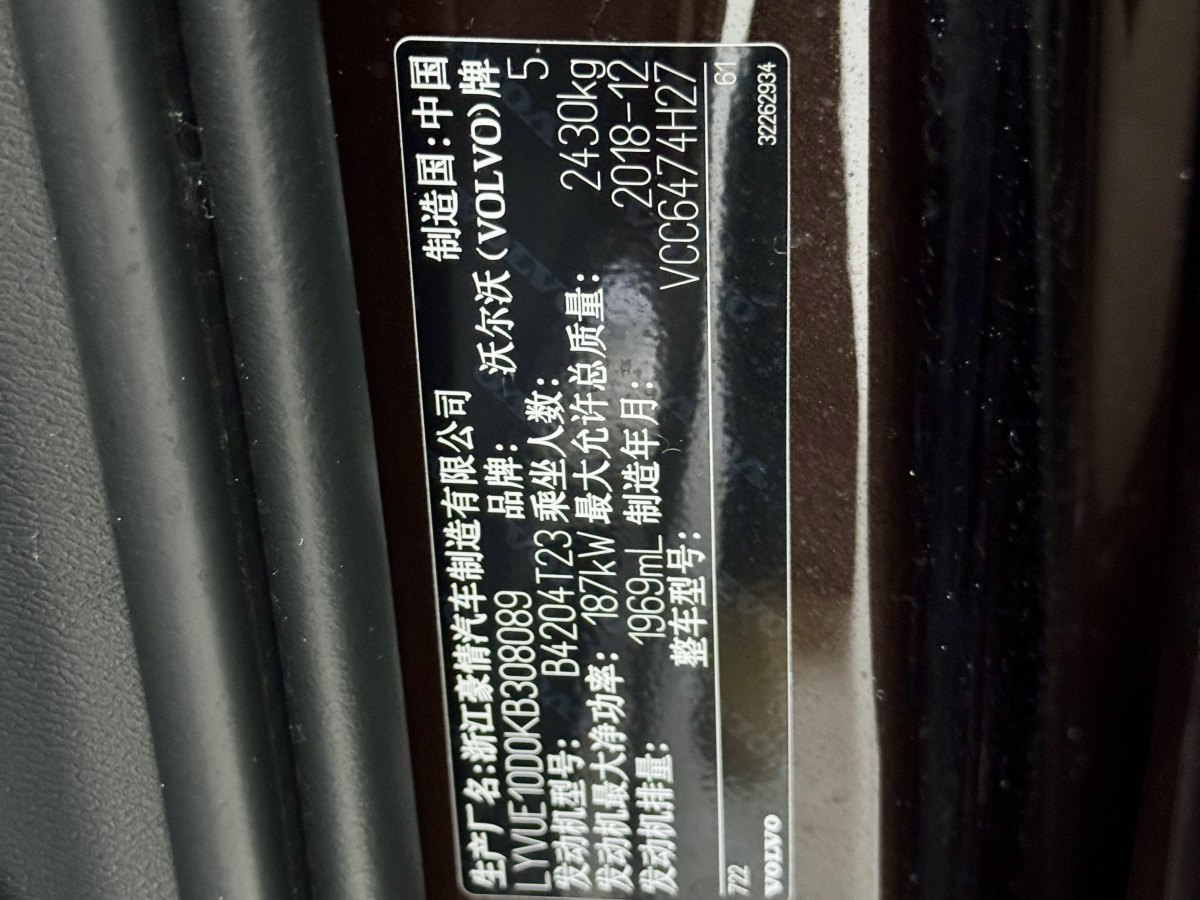 生产厂名:浙江豪情汽车制造有限公司 制造国:中国
LYVUE10D0KB308089 品牌: 沃尔沃(VOLVO)牌
发动机型号: B4204T23 乘坐人数: 5
发动机最大净功率: 187kW 最大允许总质量: 2430kg
发动机排量: 1969mL 制造年月: 2018-12
整车型号: VCC6474H27
722 61
VOLVO 32262934